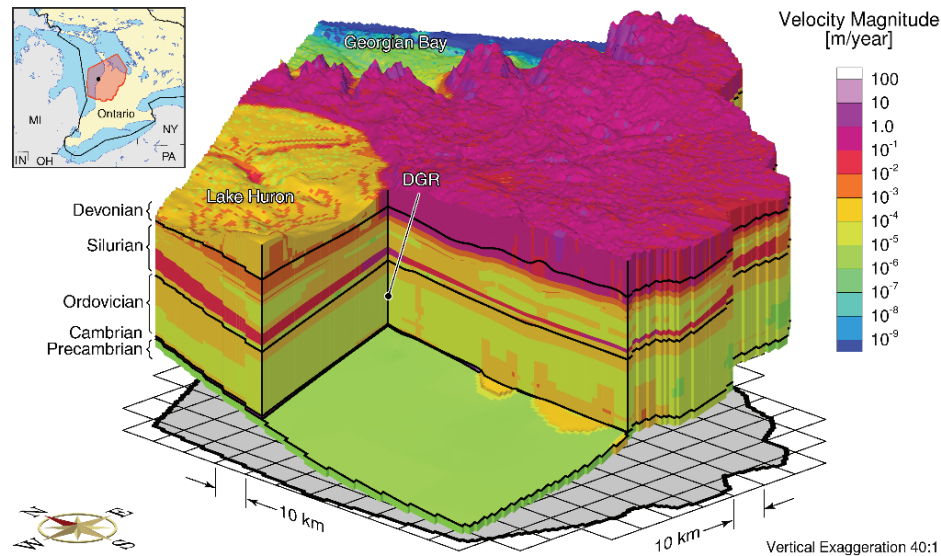 Velocity Magnitude
[m/year]
100
10
1.0
10⁻¹
10⁻²
10⁻³
10⁻⁴
10⁻⁵
10⁻⁶
10⁻⁷
10⁻⁸
10⁻⁹
Georgian Bay
Ontario
MI
NY
IN
OH
PA
DGR
Lake Huron
Devonian
Silurian
Ordovician
Cambrian
Precambrian
10 km
10 km
N
E
W
S
Vertical Exaggeration 40:1